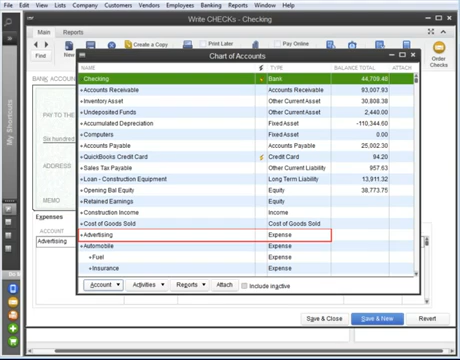 File Edit View Lists Company Customers Vendors Employees Banking Reports Window Help
Write CHECKs - Checking
Main Reports
Find Create a Copy Print Later Pay Online
Order
Checks
My Shortcuts
Chart of Accounts
NAME TYPE BALANCE TOTAL ATTACH
Checking Bank 44,709.48
Accounts Receivable Accounts Receivable 93,007.93
Inventory Asset Other Current Asset 30,808.38
Undeposited Funds Other Current Asset 2,440.00
Accumulated Depreciation Fixed Asset -110,344.60
Computers Fixed Asset 0.00
Accounts Payable Accounts Payable 25,002.30
QuickBooks Credit Card Credit Card 94.20
Sales Tax Payable Other Current Liability 957.63
Loan - Construction Equipment Long Term Liability 13,911.32
Opening Bal Equity Equity 38,773.75
Retained Earnings Equity
Construction Income Income
Cost of Goods Sold Cost of Goods Sold
Advertising Expense
Automobile Expense
Fuel Expense
Insurance Expense
Account Activities Reports Attach Include inactive
BANK ACCOUN
PAY TO THE
Six hundred
ADDRESS
MEMO
Expenses
ACCOUNT
Advertising
Save & Close Save & New Revert